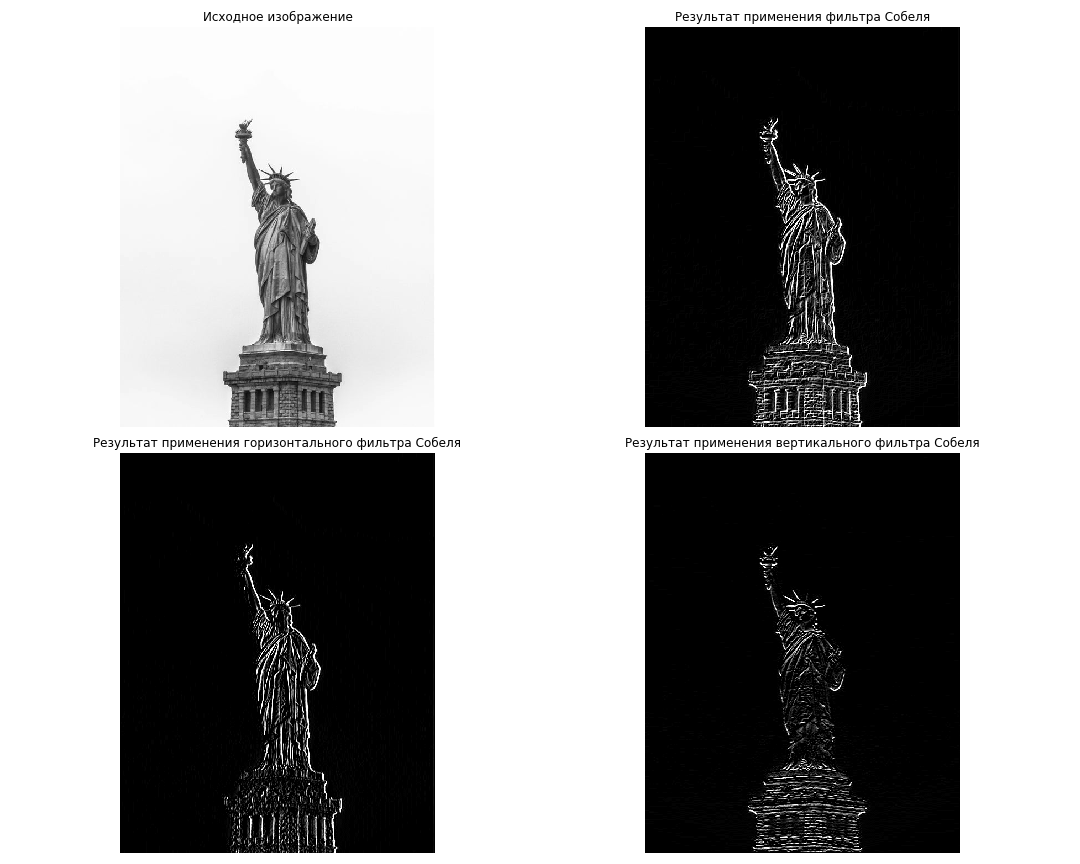 Исходное изображение
Результат применения фильтра Собеля
Результат применения горизонтального фильтра Собеля
Результат применения вертикального фильтра Собеля